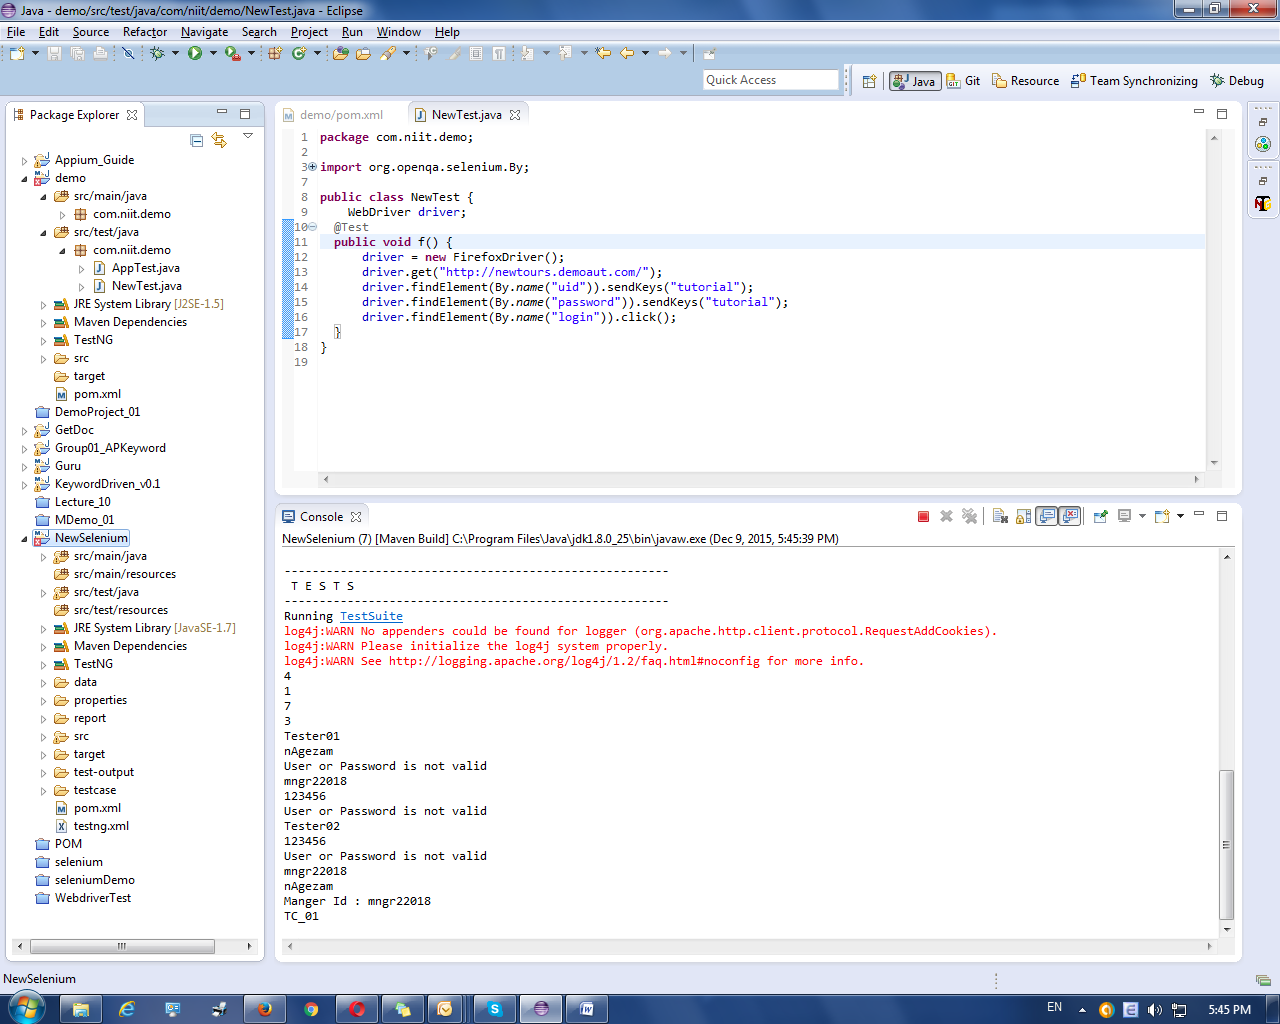 Java - demo/src/test/java/com/niit/demo/NewTest.java - Eclipse
File Edit Source Refactor Navigate Search Project Run Window Help
Quick Access
Java Git Resource Team Synchronizing Debug
Package Explorer
Appium_Guide
demo
src/main/java
com.niit.demo
src/test/java
com.niit.demo
AppTest.java
NewTest.java
JRE System Library [J2SE-1.5]
Maven Dependencies
TestNG
src
target
pom.xml
DemoProject_01
GetDoc
Group01_APKeyword
Guru
KeywordDriven_v0.1
Lecture_10
MDemo_01
NewSelenium
src/main/java
src/main/resources
src/test/java
src/test/resources
JRE System Library [JavaSE-1.7]
Maven Dependencies
TestNG
data
properties
report
src
target
test-output
testcase
pom.xml
testng.xml
POM
selenium
seleniumDemo
WebdriverTest
demo/pom.xml NewTest.java
1 package com.niit.demo;
2
3 import org.openqa.selenium.By;
7
8 public class NewTest {
9 WebDriver driver;
10 @Test
11 public void f() {
12 driver = new FirefoxDriver();
13 driver.get("http://newtours.demoaut.com/");
14 driver.findElement(By.name("uid")).sendKeys("tutorial");
15 driver.findElement(By.name("password")).sendKeys("tutorial");
16 driver.findElement(By.name("login")).click();
17 }
18 }
19
Console
NewSelenium (7) [Maven Build] C:\Program Files\Java\jdk1.8.0_25\bin\javaw.exe (Dec 9, 2015, 5:45:39 PM)
-------------------------------------------------------
T E S T S
-------------------------------------------------------
Running TestSuite
log4j:WARN No appenders could be found for logger (org.apache.http.client.protocol.RequestAddCookies).
log4j:WARN Please initialize the log4j system properly.
log4j:WARN See http://logging.apache.org/log4j/1.2/faq.html#noconfig for more info.
4
1
7
3
Tester01
nAgezam
User or Password is not valid
mngr22018
123456
User or Password is not valid
Tester02
123456
User or Password is not valid
mngr22018
nAgezam
Manger Id : mngr22018
TC_01
NewSelenium
EN 5:45 PM